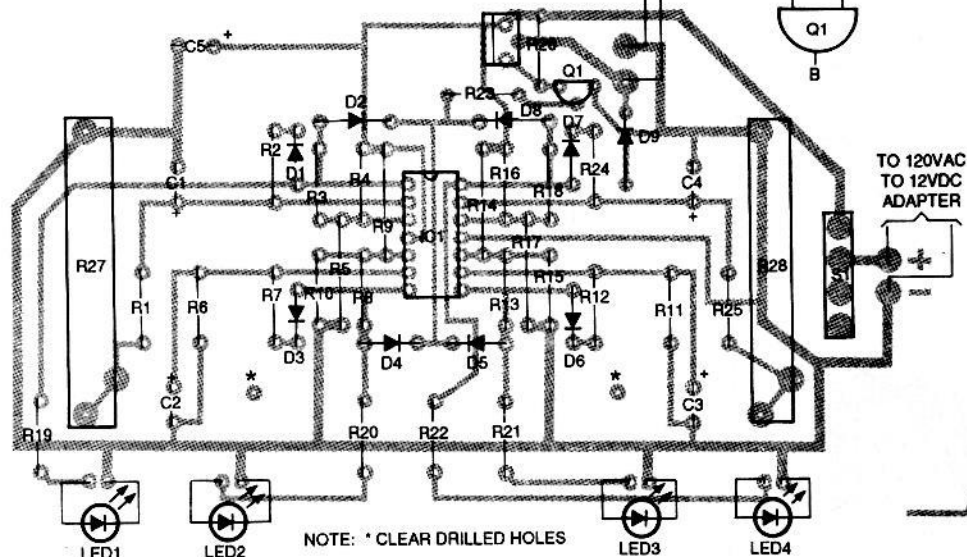 Q1
B
C5 +
R26
Q1
R23
D2
D8
D7
D9
R2
D1
R4
R16
R24
C1
+
R3
R18
C4
+
R14
R9
IC1
R17
R27
R5
R15
R28
S1
TO 120VAC
TO 12VDC
ADAPTER
+
−
R1
R6
R7
R10
R8
R13
R12
R11
R25
D3
D4
D5
D6
*
*
+
C2
+
C3
R19
R20
R22
R21
LED1
LED2
NOTE: * CLEAR DRILLED HOLES
LED3
LED4